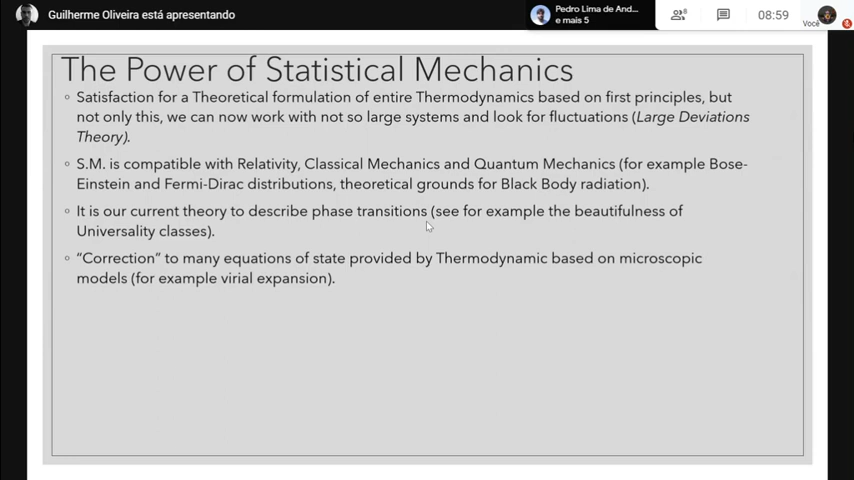 Guilherme Oliveira está apresentando
Pedro Lima de And...
e mais 5
8
08:59
Você
The Power of Statistical Mechanics
◦ Satisfaction for a Theoretical formulation of entire Thermodynamics based on first principles, but
not only this, we can now work with not so large systems and look for fluctuations (Large Deviations
Theory).
◦ S.M. is compatible with Relativity, Classical Mechanics and Quantum Mechanics (for example Bose-
Einstein and Fermi-Dirac distributions, theoretical grounds for Black Body radiation).
◦ It is our current theory to describe phase transitions (see for example the beautifulness of
Universality classes).
◦ “Correction” to many equations of state provided by Thermodynamic based on microscopic
models (for example virial expansion).